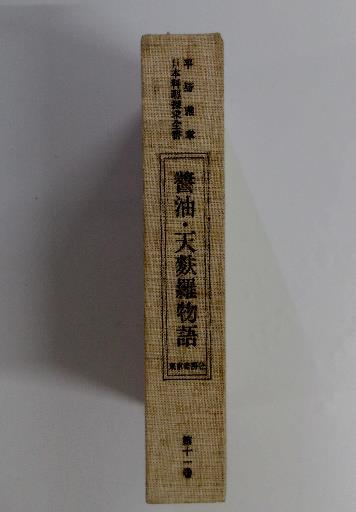 平野雅章
日本料理探求全書
醬油・天麩羅物語
東京書房社
第十一巻